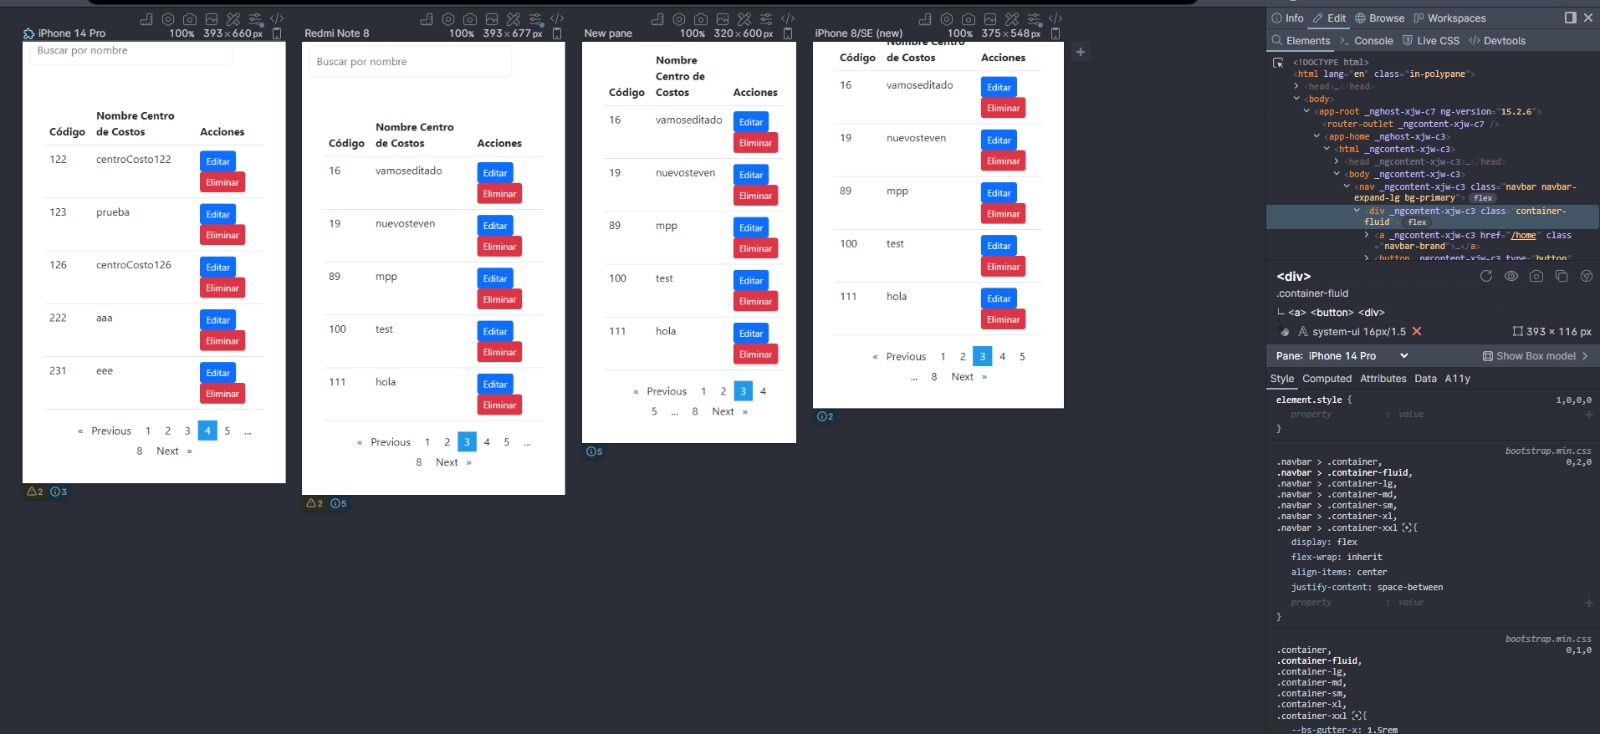 iPhone 14 Pro 100% 393×660px
Buscar por nombre
Código Nombre Centro de Costos Acciones
122 centroCosto122 Editar
Eliminar
123 prueba Editar
Eliminar
126 centroCosto126 Editar
Eliminar
222 aaa Editar
Eliminar
231 eee Editar
Eliminar
« Previous 1 2 3 4 5 ...
8 Next »
2 3
Redmi Note 8 100% 393×677px
Buscar por nombre
Código Nombre Centro de Costos Acciones
16 vamoseditado Editar
Eliminar
19 nuevosteven Editar
Eliminar
89 mpp Editar
Eliminar
100 test Editar
Eliminar
111 hola Editar
Eliminar
« Previous 1 2 3 4 5 ...
8 Next »
2 5
New pane 100% 320×600px
Nombre
Centro de
Código Costos Acciones
16 vamoseditado Editar
Eliminar
19 nuevosteven Editar
Eliminar
89 mpp Editar
Eliminar
100 test Editar
Eliminar
111 hola Editar
Eliminar
« Previous 1 2 3 4
5 ... 8 Next »
5
iPhone 8/SE (new) 100% 375×548px
Nombre Centro
Código de Costos Acciones
16 vamoseditado Editar
Eliminar
19 nuevosteven Editar
Eliminar
89 mpp Editar
Eliminar
100 test Editar
Eliminar
111 hola Editar
Eliminar
« Previous 1 2 3 4 5
... 8 Next »
2
+
Info Edit Browse Workspaces
Elements Console Live CSS Devtools
<!DOCTYPE html>
<html lang="en" class="in-polypane">
<head>…</head>
<body>
<app-root _nghost-xjw-c7 ng-version="15.2.6">
<router-outlet _ngcontent-xjw-c7 />
<app-home _nghost-xjw-c3>
<html _ngcontent-xjw-c3>
<head _ngcontent-xjw-c3>…</head>
<body _ngcontent-xjw-c3>
<nav _ngcontent-xjw-c3 class="navbar navbar-
expand-lg bg-primary"> flex
<div _ngcontent-xjw-c3 class="container-
fluid"> flex
<a _ngcontent-xjw-c3 href="/home" class
="navbar-brand">…</a>
<button _ngcontent-xjw-c3 type="button"
<div>
.container-fluid
<a> <button> <div>
system-ui 16px/1.5 393 × 116 px
Pane: iPhone 14 Pro Show Box model
Style Computed Attributes Data A11y
element.style { 1,0,0,0
property : value +
}
bootstrap.min.css
.navbar > .container, 0,2,0
.navbar > .container-fluid,
.navbar > .container-lg,
.navbar > .container-md,
.navbar > .container-sm,
.navbar > .container-xl,
.navbar > .container-xxl {
display: flex
flex-wrap: inherit
align-items: center
justify-content: space-between
property : value +
}
bootstrap.min.css
.container, 0,1,0
.container-fluid,
.container-lg,
.container-md,
.container-sm,
.container-xl,
.container-xxl {
--bs-gutter-x: 1.5rem